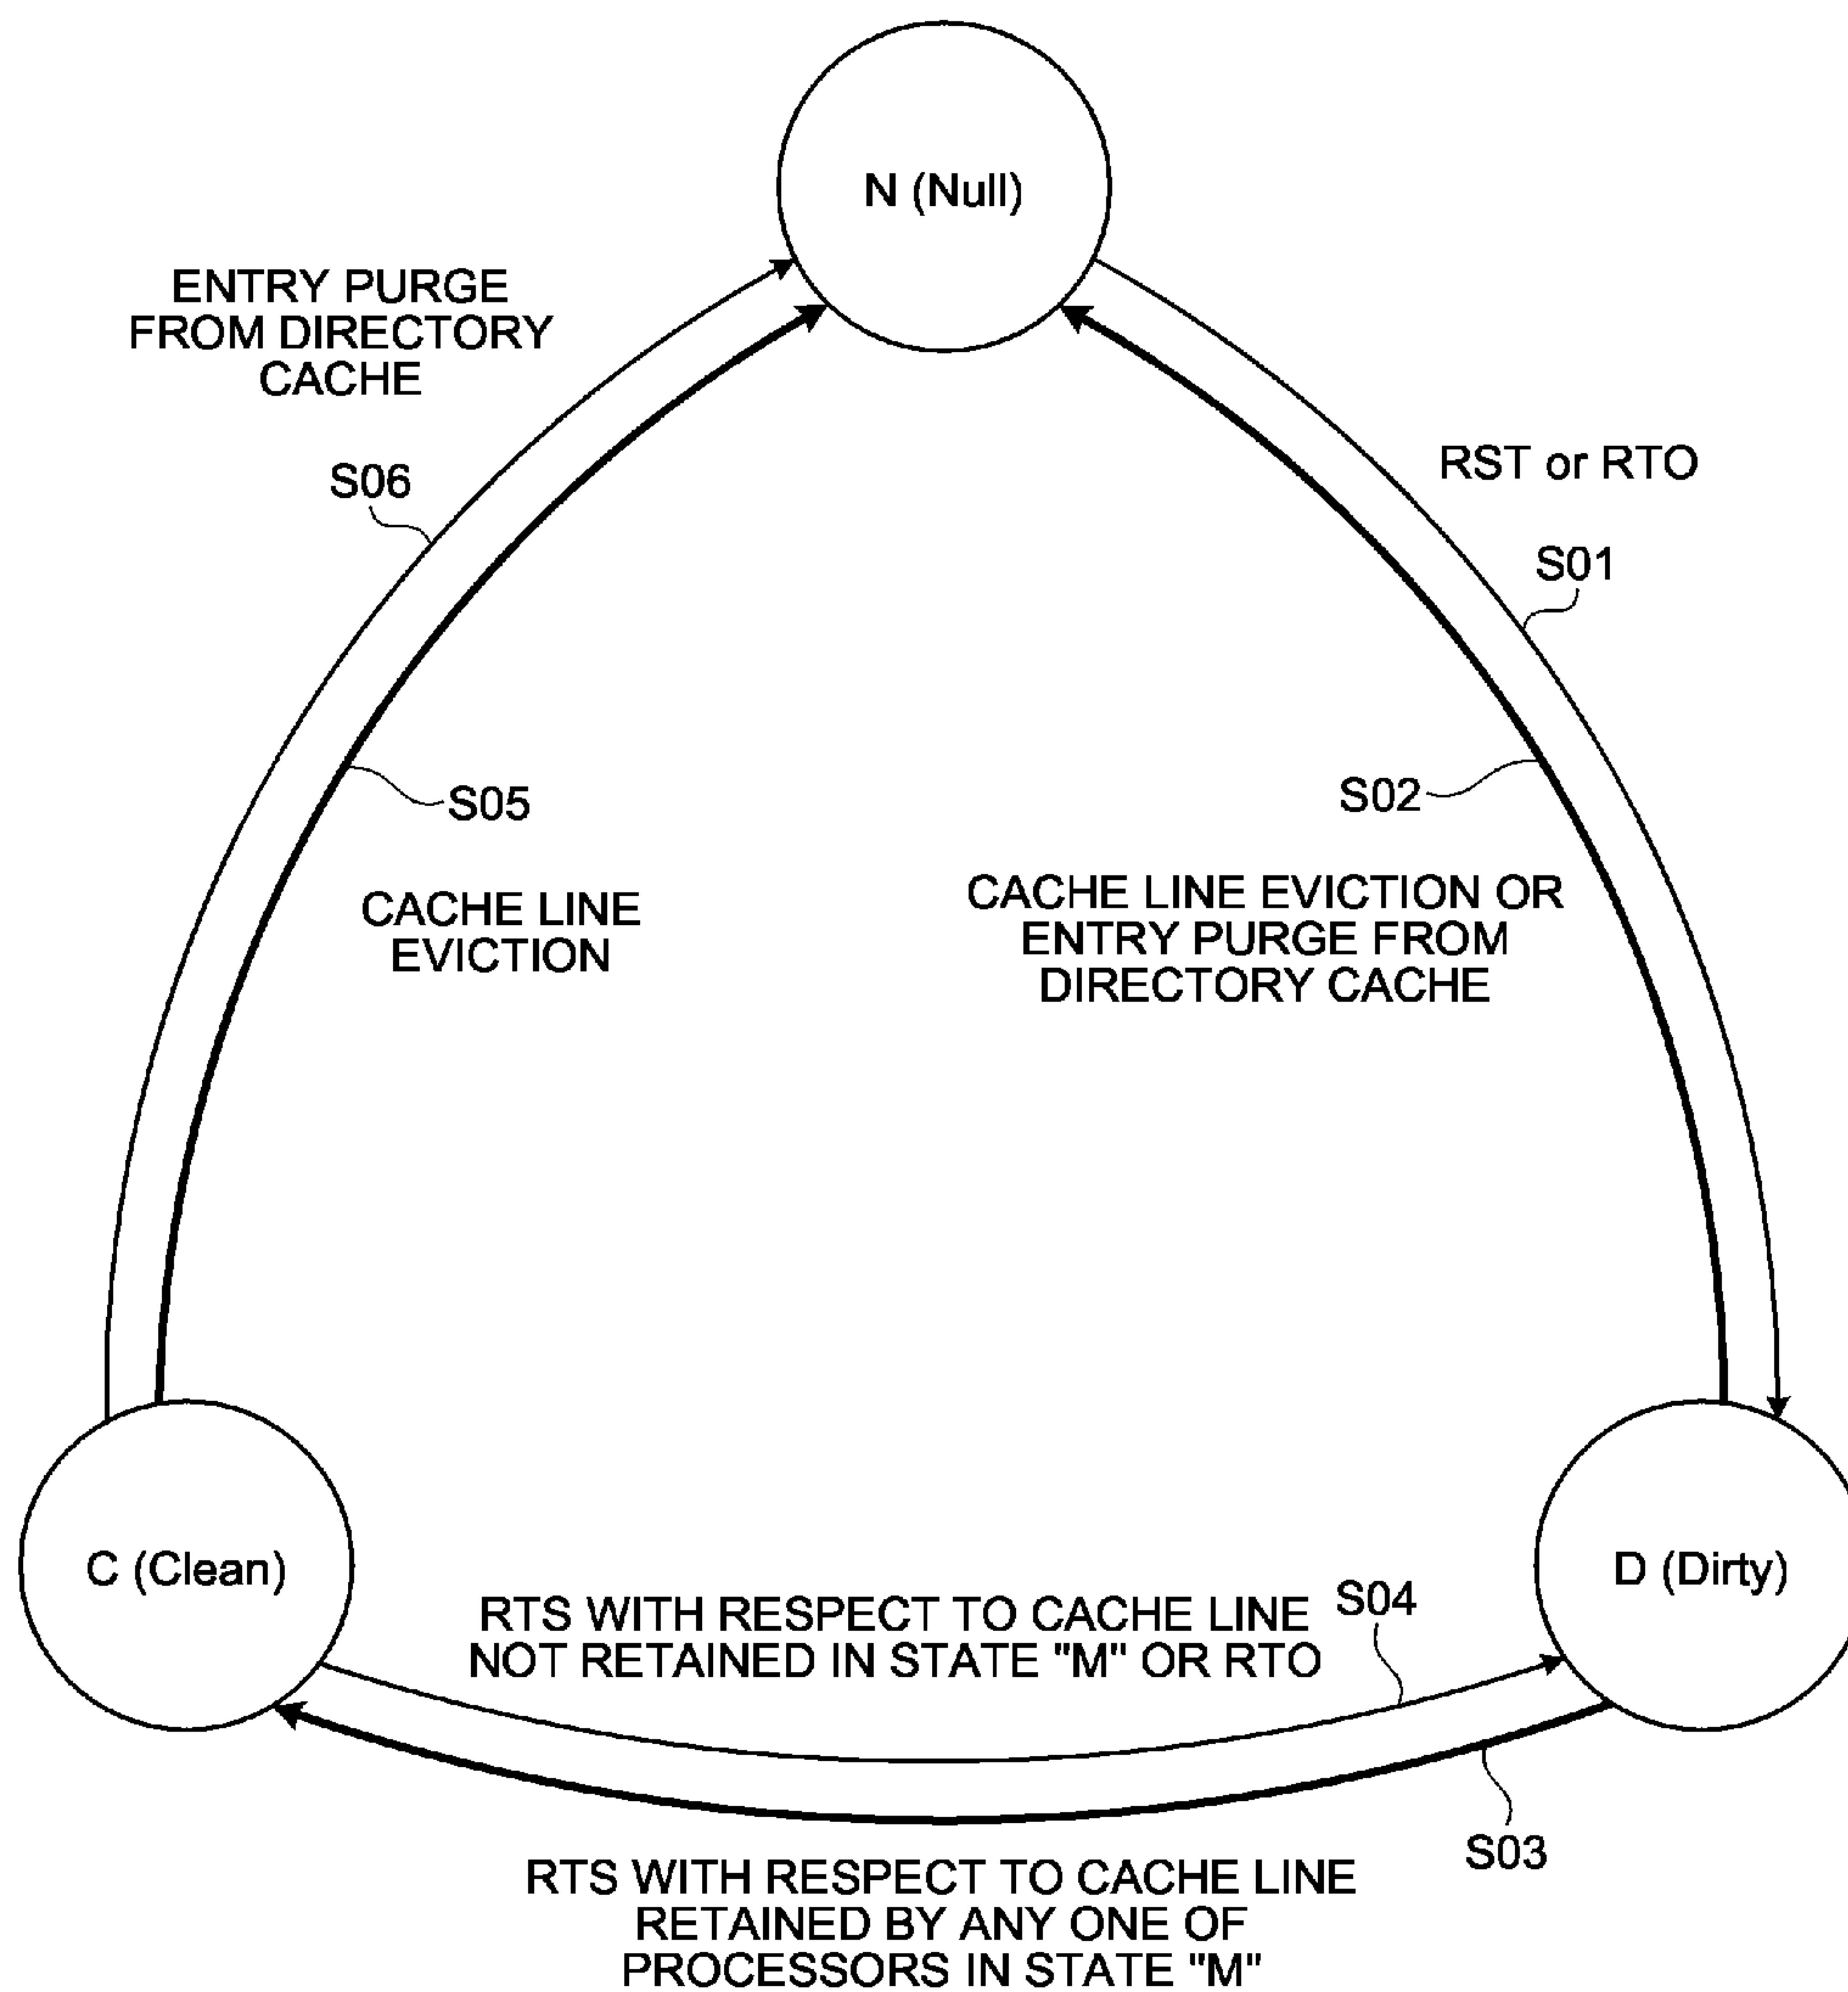 N (Null)
ENTRY PURGE
FROM DIRECTORY
CACHE
RST or RTO
S06
S01
S05
S02
CACHE LINE
EVICTION
CACHE LINE EVICTION OR
ENTRY PURGE FROM
DIRECTORY CACHE
C (Clean)
D (Dirty)
RTS WITH RESPECT TO CACHE LINE
NOT RETAINED IN STATE "M" OR RTO
S04
S03
RTS WITH RESPECT TO CACHE LINE
RETAINED BY ANY ONE OF
PROCESSORS IN STATE "M"